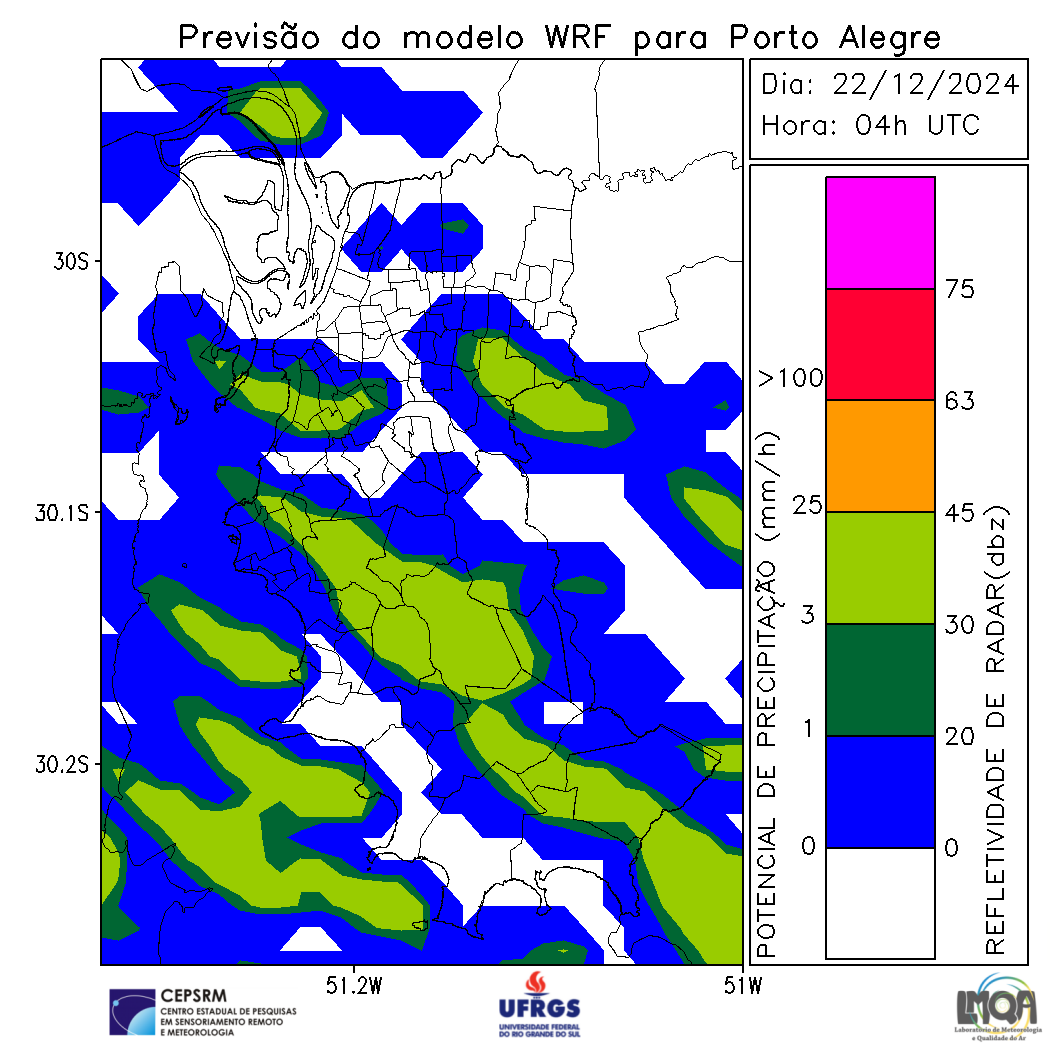 Previsão do modelo WRF para Porto Alegre
Dia: 22/12/2024
Hora: 04h UTC
30S
30.1S
30.2S
51.2W
51W
POTENCIAL DE PRECIPITAÇÃO (mm/h)
>100
25
3
1
0
75
63
45
30
20
0
REFLETIVIDADE DE RADAR(dbz)
CEPSRM
CENTRO ESTADUAL DE PESQUISAS
EM SENSORIAMENTO REMOTO
E METEOROLOGIA
UFRGS
UNIVERSIDADE FEDERAL
DO RIO GRANDE DO SUL
LMQA
Laboratório de Meteorologia
e Qualidade do Ar